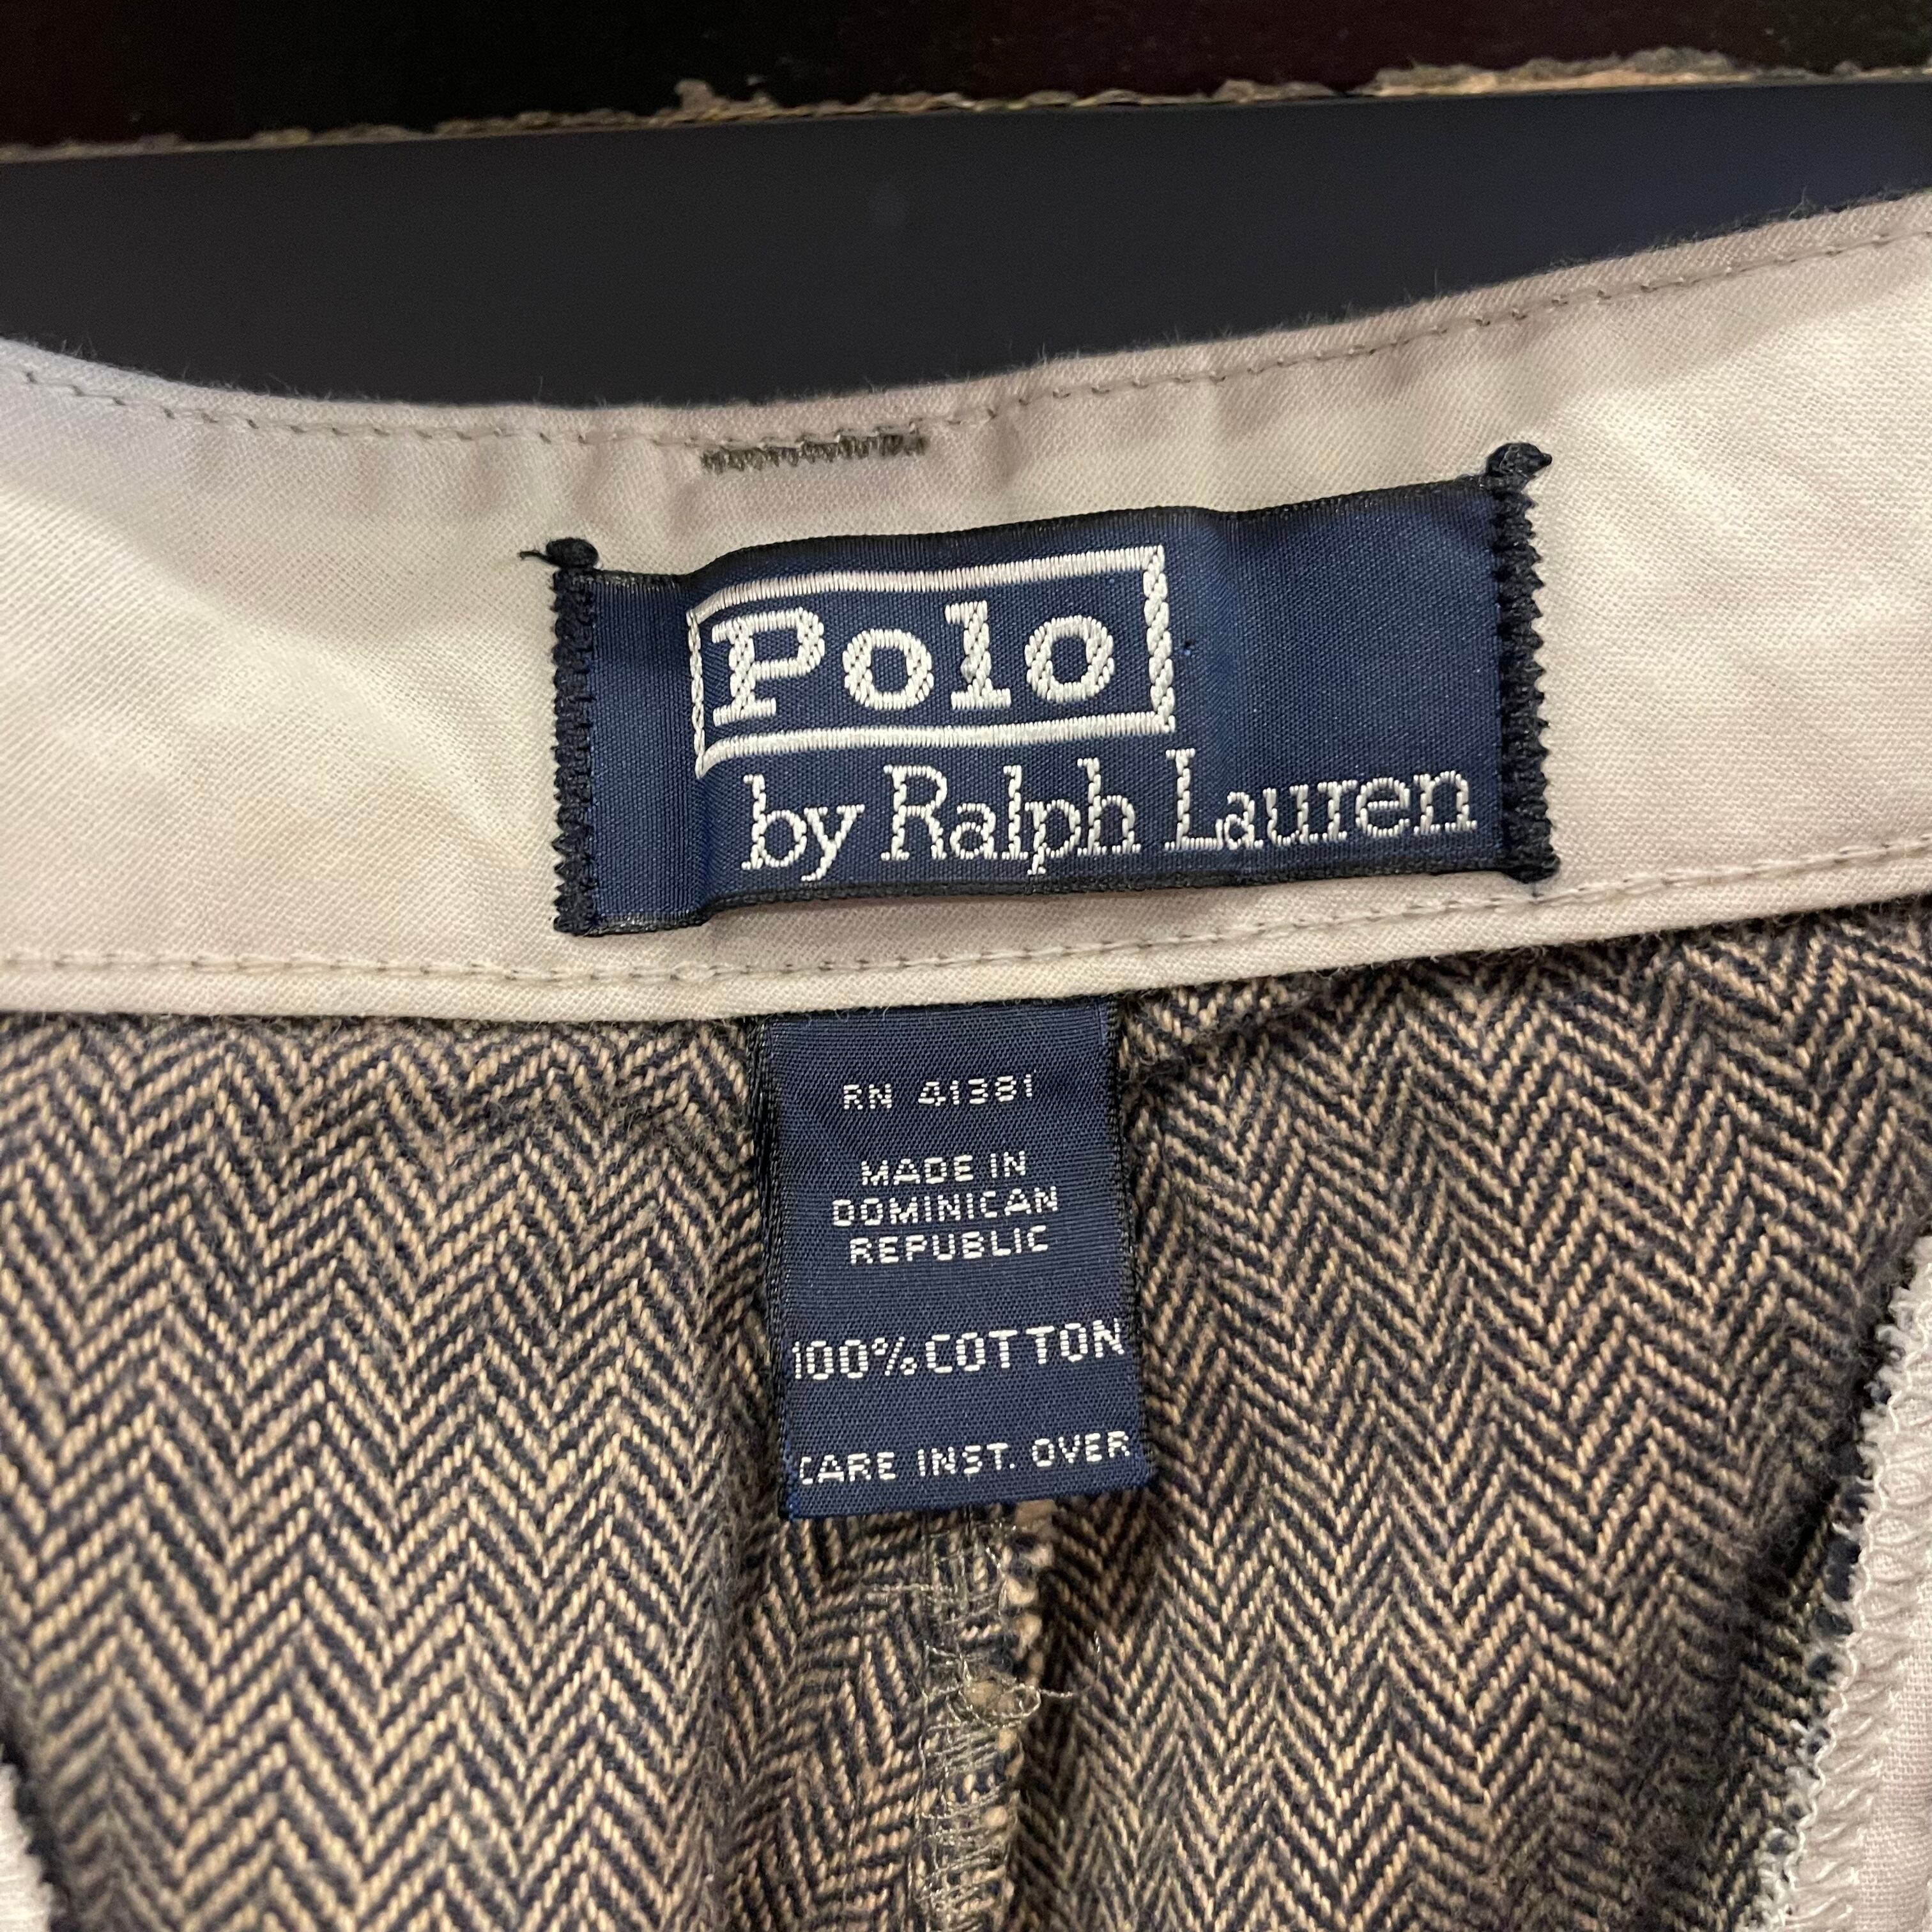 Polo
by Ralph Lauren
RN 41381
MADE IN
DOMINICAN
REPUBLIC
100% COTTON
CARE INST. OVER